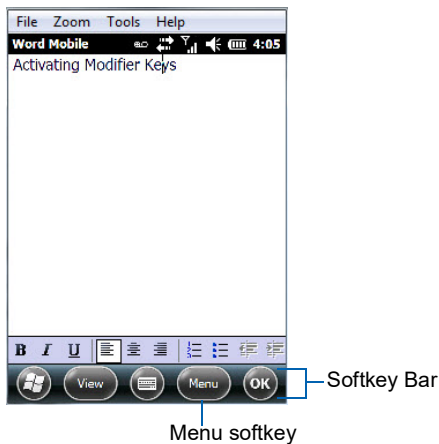 File Zoom Tools Help
Word Mobile 4:05
Activating Modifier Keys
B I U
View Menu OK
Softkey Bar
Menu softkey